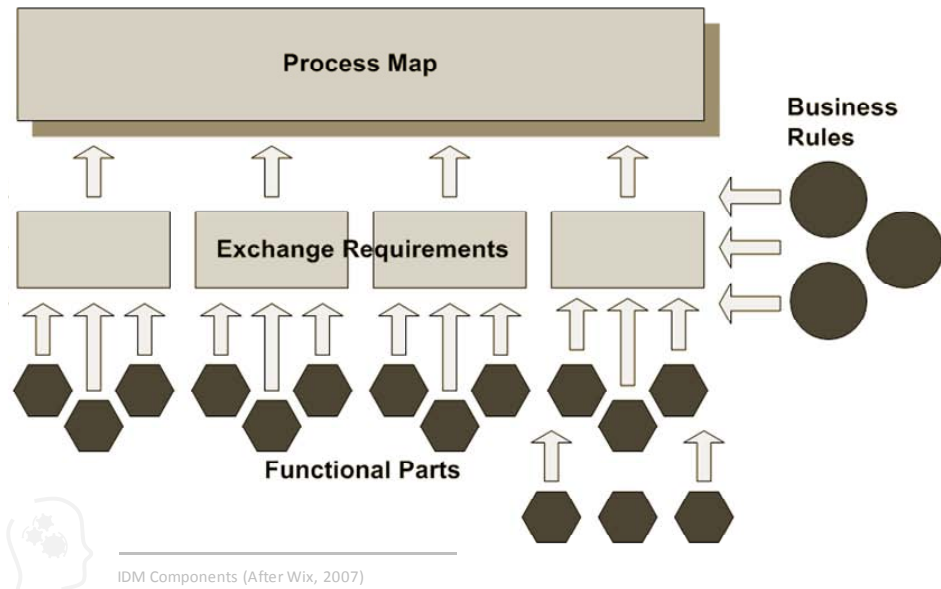 Process Map
Business
Rules
Exchange Requirements
Functional Parts
IDM Components (After Wix, 2007)